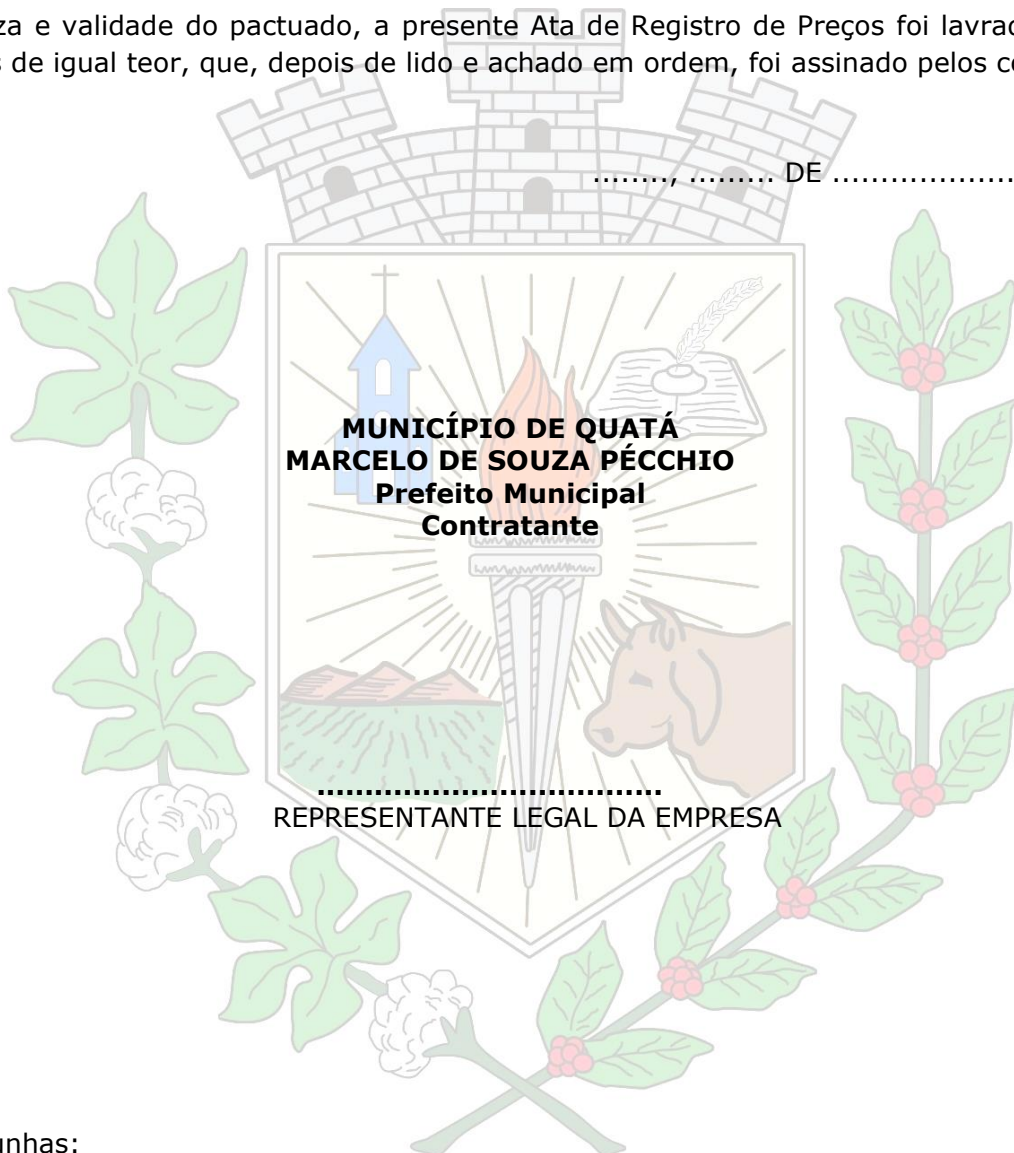 za e validade do pactuado, a presente Ata de Registro de Preços foi lavrad
s de igual teor, que, depois de lido e achado em ordem, foi assinado pelos co
........, ......... DE ...................
MUNICÍPIO DE QUATÁ
MARCELO DE SOUZA PÉCCHIO
Prefeito Municipal
Contratante
....................................
REPRESENTANTE LEGAL DA EMPRESA
unhas: